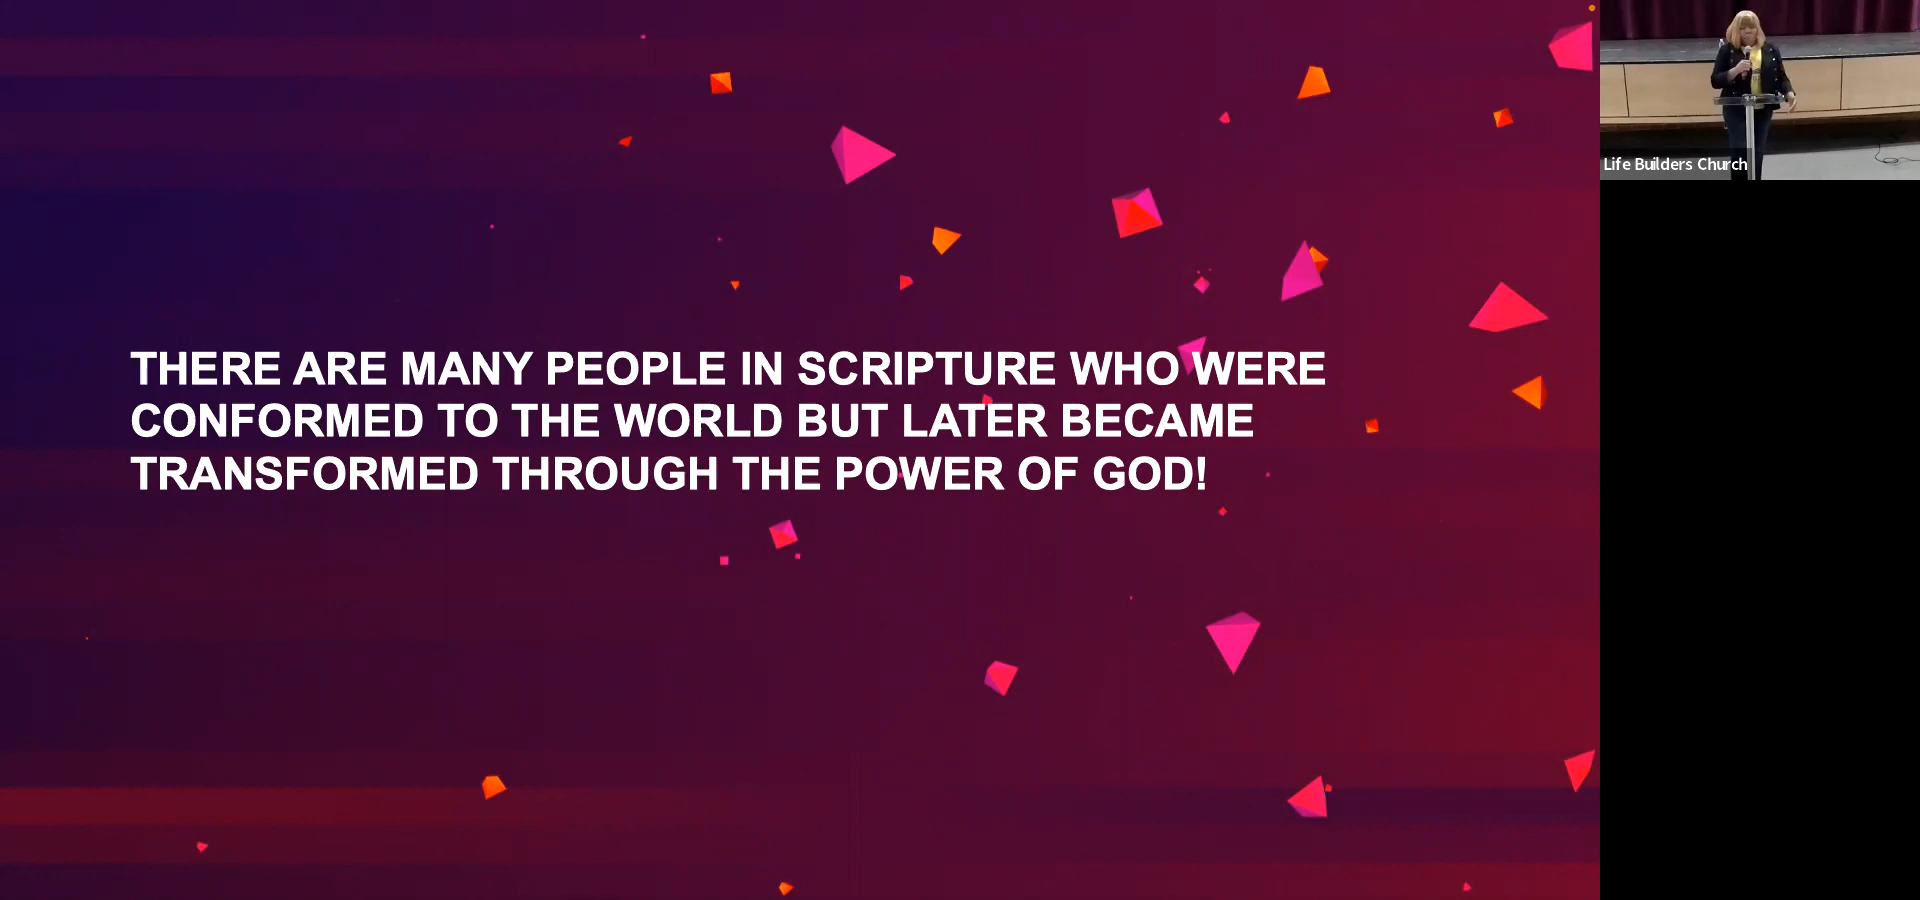 THERE ARE MANY PEOPLE IN SCRIPTURE WHO WERE
CONFORMED TO THE WORLD BUT LATER BECAME
TRANSFORMED THROUGH THE POWER OF GOD!
Life Builders Church